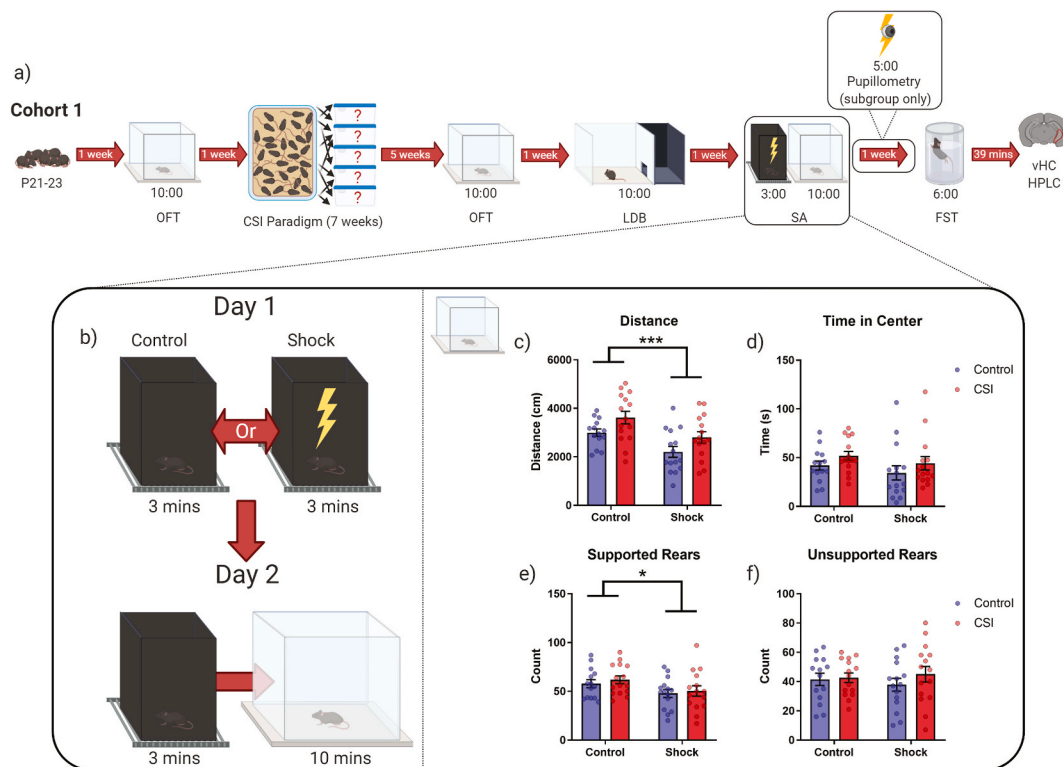 a)
Cohort 1
P21-23
1 week
10:00
OFT
1 week
?
?
?
?
?
CSI Paradigm (7 weeks)
5 weeks
10:00
OFT
1 week
10:00
LDB
1 week
3:00 10:00
SA
5:00
Pupillometry
(subgroup only)
1 week
6:00
FST
39 mins
vHC
HPLC
Day 1
b)
Control Shock
Or
3 mins 3 mins
Day 2
3 mins 10 mins
c)
Distance
***
Distance (cm)
6000
4000
2000
0
Control Shock
d)
Time in Center
Time (s)
150
100
50
0
Control Shock
Control
CSI
e)
Supported Rears
*
Count
150
100
50
0
Control Shock
f)
Unsupported Rears
Count
100
80
60
40
20
0
Control Shock
Control
CSI